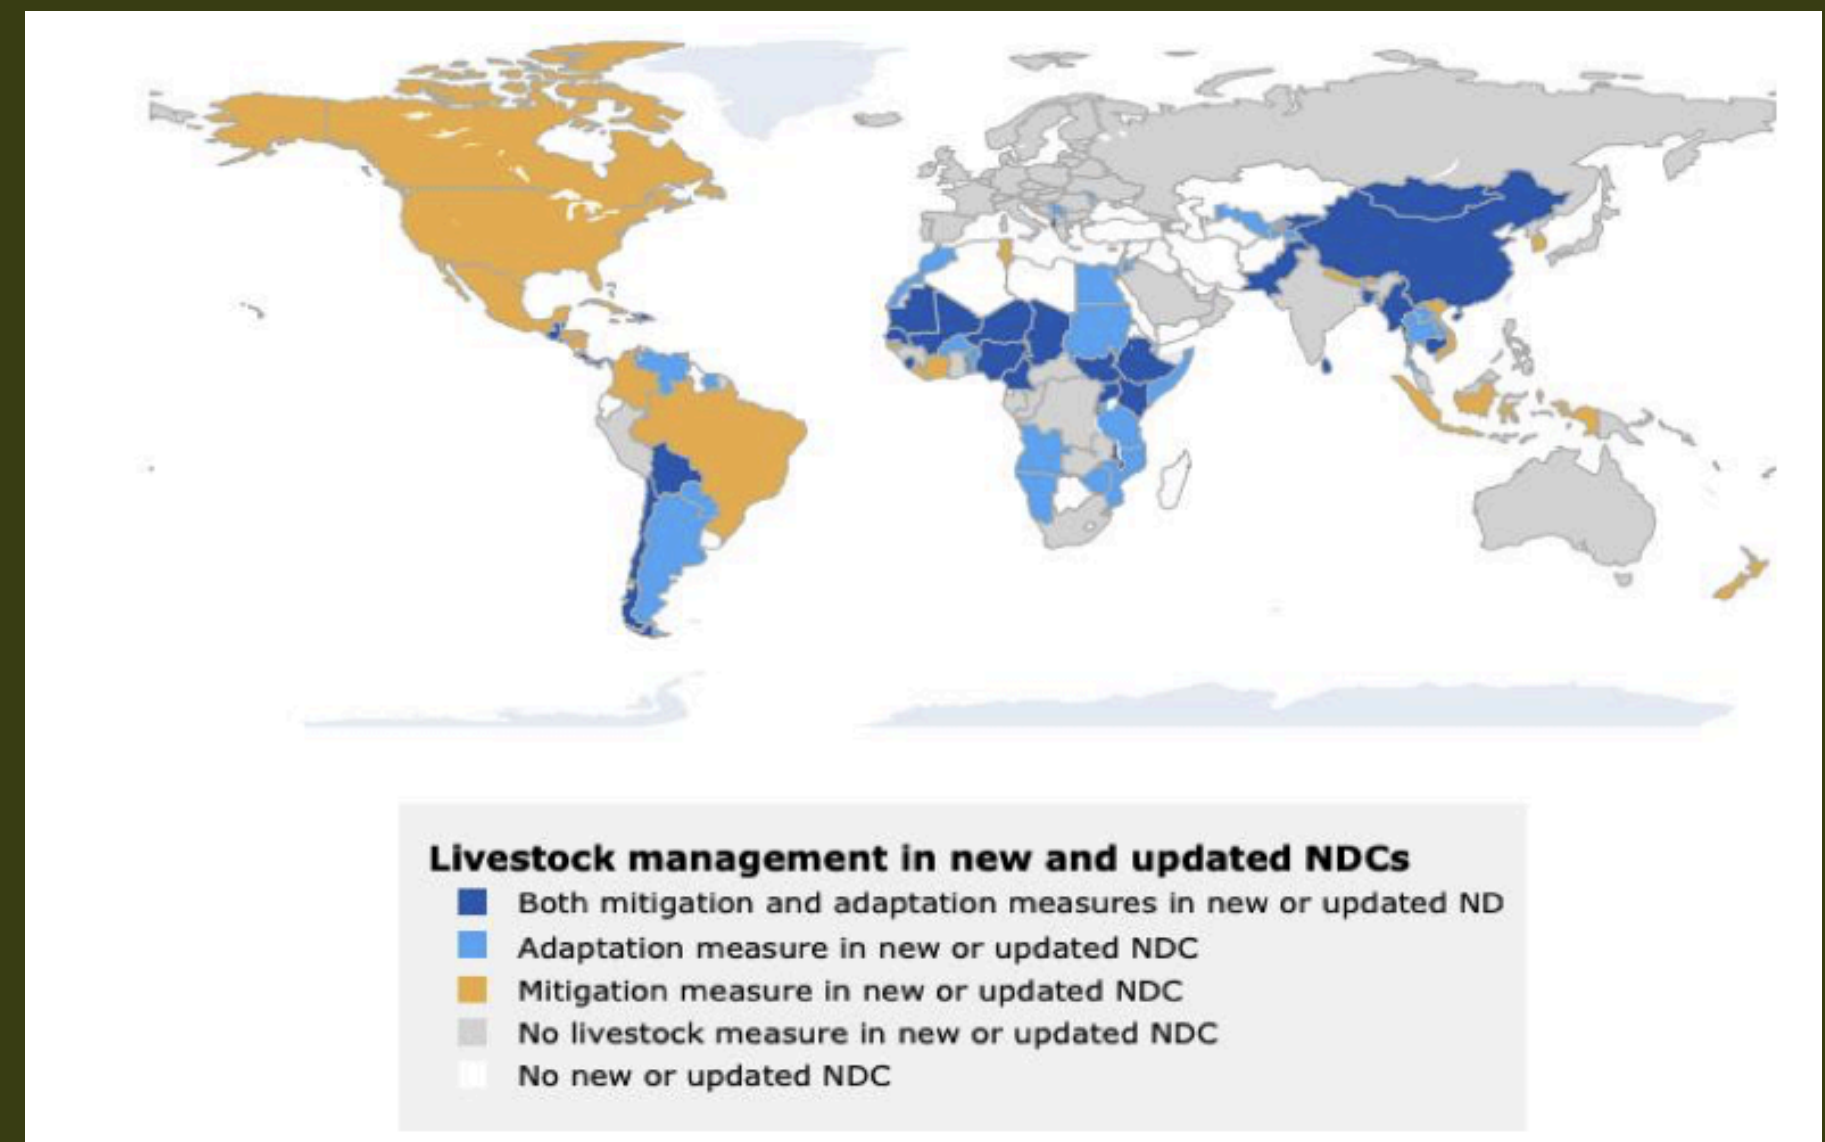 Livestock management in new and updated NDCs
Both mitigation and adaptation measures in new or updated ND
Adaptation measure in new or updated NDC
Mitigation measure in new or updated NDC
No livestock measure in new or updated NDC
No new or updated NDC